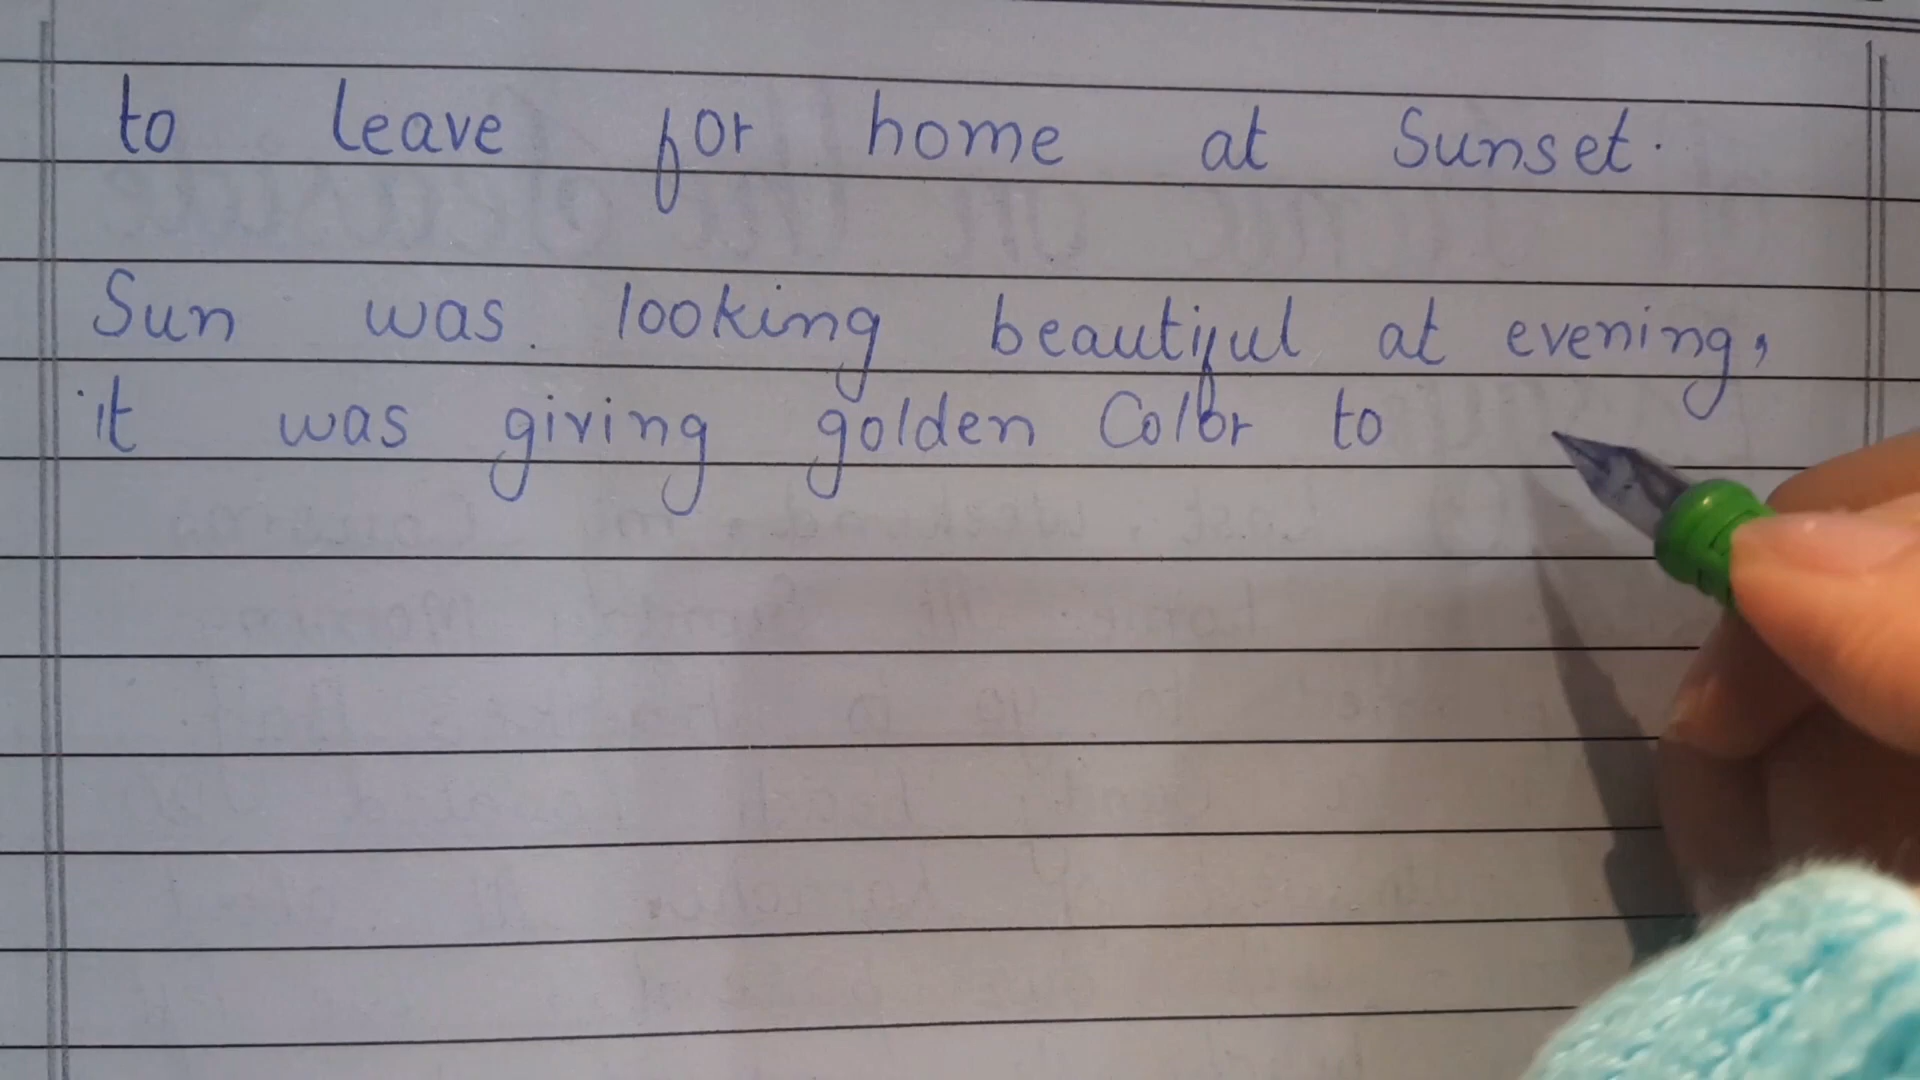 to leave for home at Sunset.
Sun was looking beautiful at evening,
it was giving golden Color to